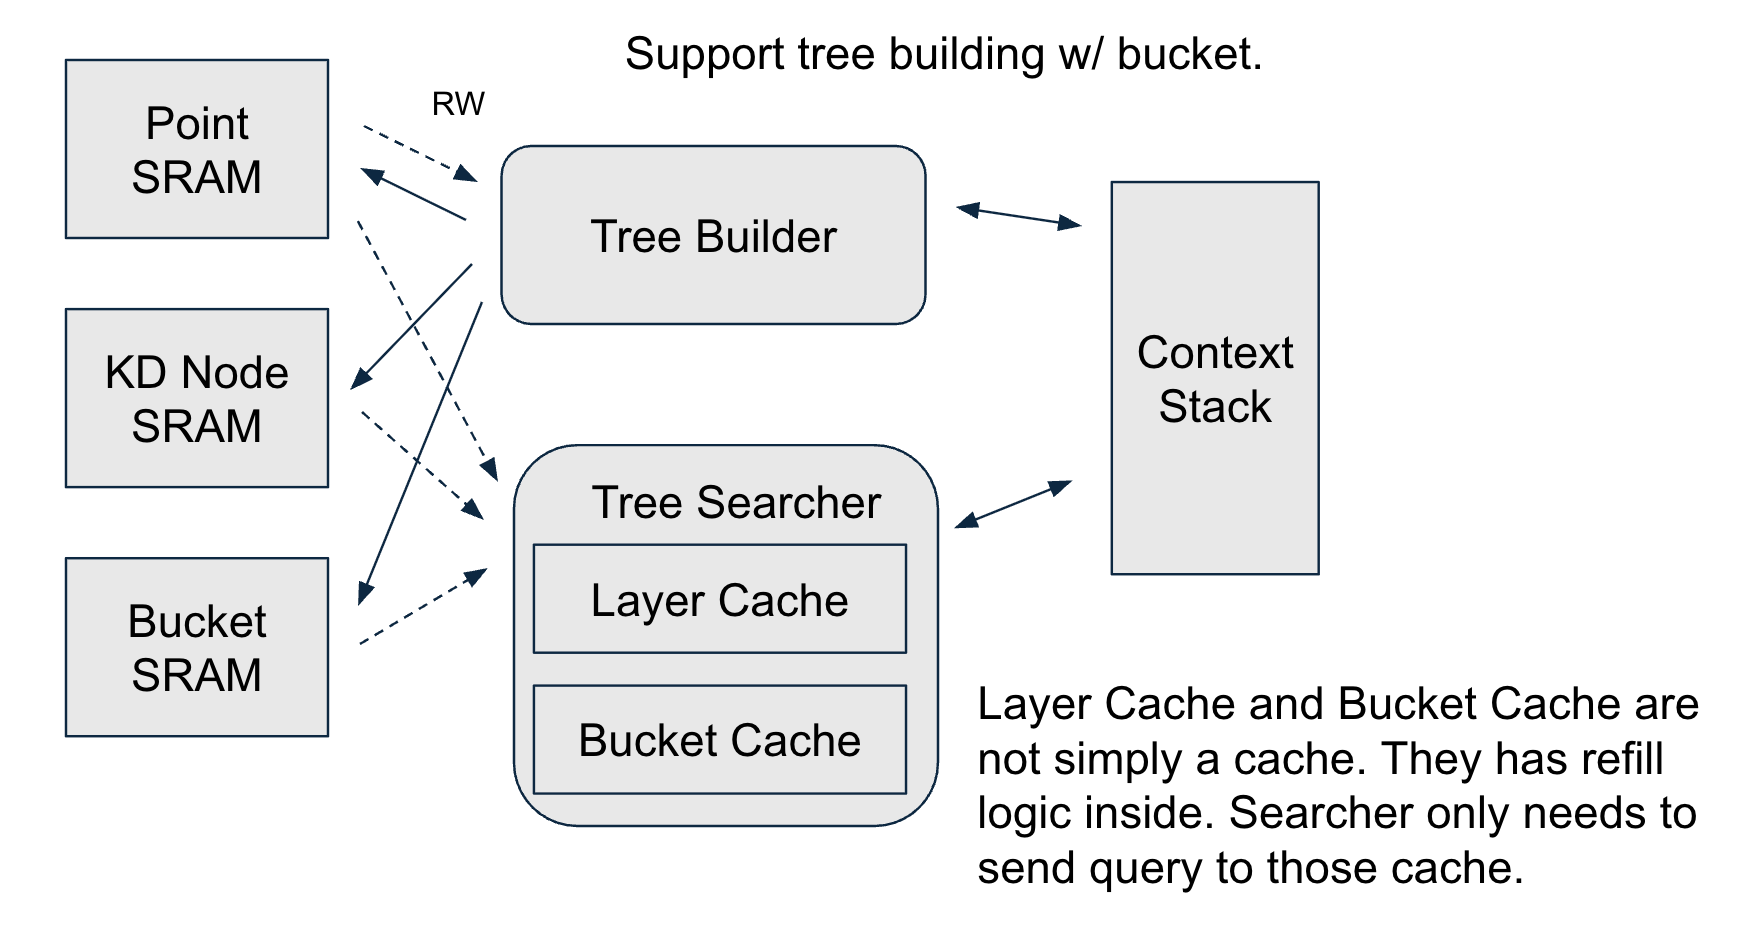 Support tree building w/ bucket.
Point
SRAM
RW
Tree Builder
KD Node
SRAM
Context
Stack
Tree Searcher
Layer Cache
Bucket
SRAM
Bucket Cache
Layer Cache and Bucket Cache are
not simply a cache. They has refill
logic inside. Searcher only needs to
send query to those cache.